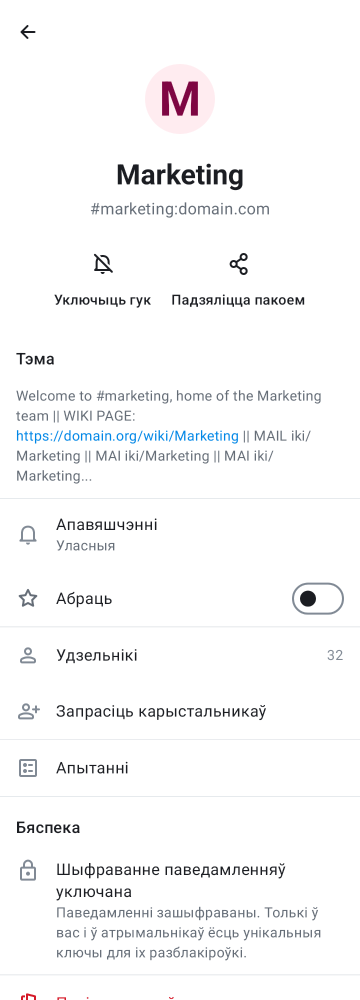 M
Marketing
#marketing:domain.com
Уключыць гук
Падзяліцца пакоем
Тэма
Welcome to #marketing, home of the Marketing
team || WIKI PAGE:
https://domain.org/wiki/Marketing || MAIL iki/
Marketing || MAI iki/Marketing || MAI iki/
Marketing...
Апавяшчэнні
Уласныя
Абраць
Удзельнікі 32
Запрасіць карыстальнікаў
Апытанні
Бяспека
Шыфраванне паведамленняў
уключана
Паведамленні зашыфраваны. Толькі ў
вас і ў атрымальнікаў ёсць унікальныя
ключы для іх разблакіроўкі.